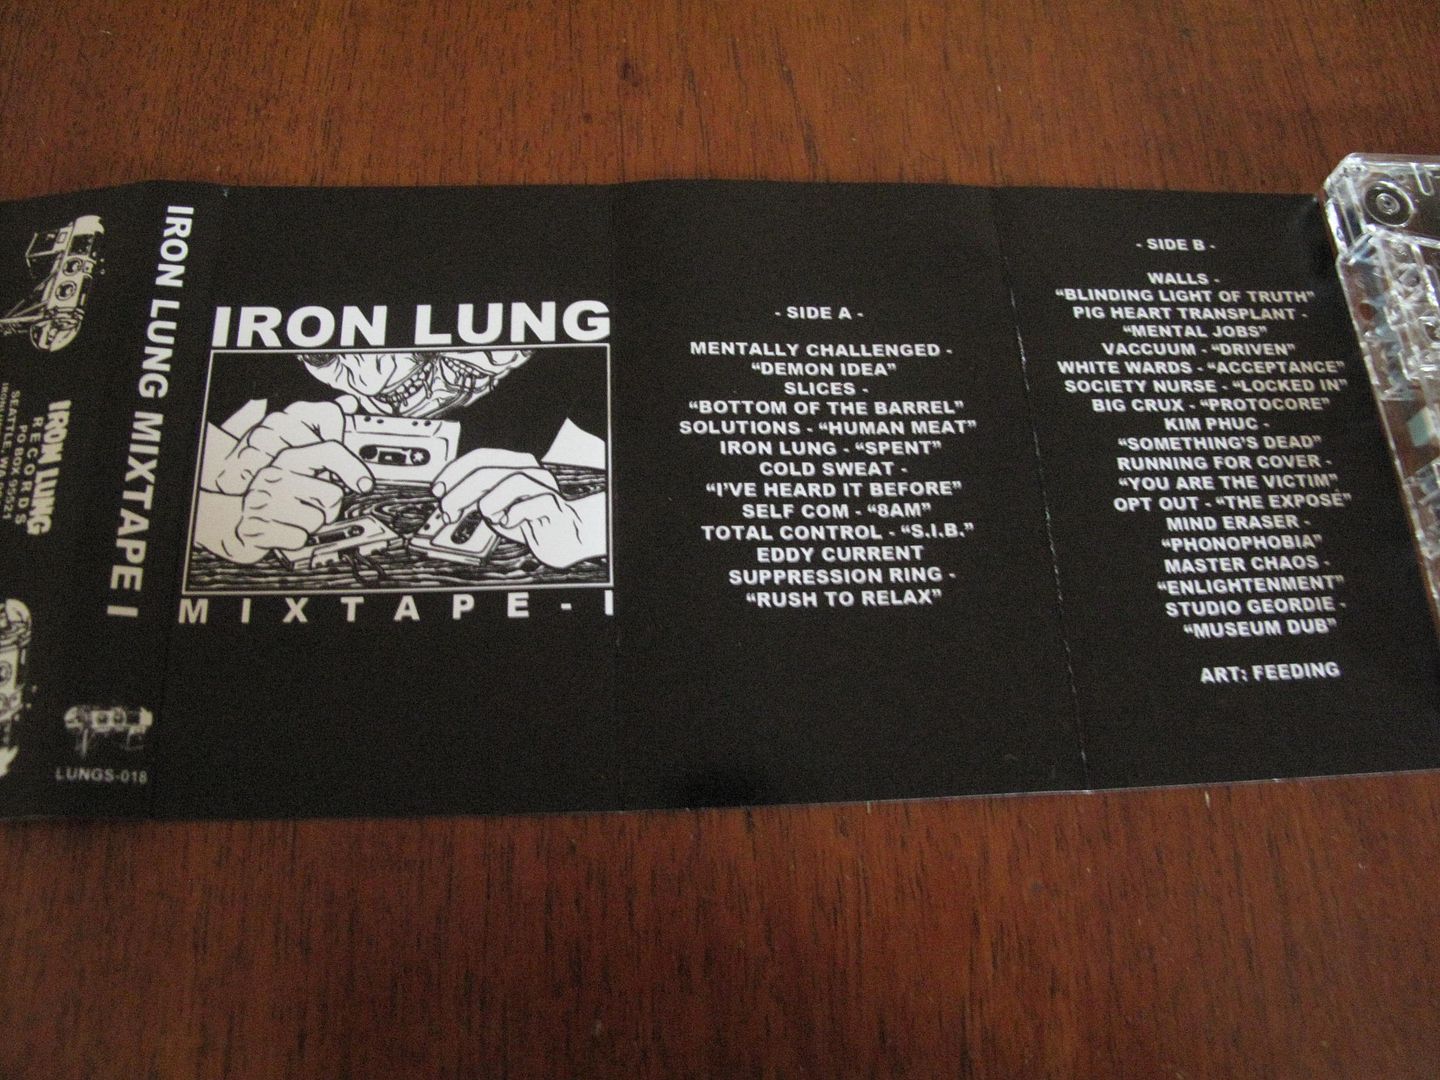 IRON LUNG
RECORDS
PO BOX 95521
SEATTLE, WA
IRON LUNG MIXTAPE I
LUNGS-018
IRON LUNG
MIXTAPE-I
- SIDE A -
MENTALLY CHALLENGED -
“DEMON IDEA”
SLICES -
“BOTTOM OF THE BARREL”
SOLUTIONS - “HUMAN MEAT”
IRON LUNG - “SPENT”
COLD SWEAT -
“I’VE HEARD IT BEFORE”
SELF COM - “8AM”
TOTAL CONTROL - “S.I.B.”
EDDY CURRENT
SUPPRESSION RING -
“RUSH TO RELAX”
- SIDE B -
WALLS -
“BLINDING LIGHT OF TRUTH”
PIG HEART TRANSPLANT -
“MENTAL JOBS”
VACCUUM - “DRIVEN”
WHITE WARDS - “ACCEPTANCE”
SOCIETY NURSE - “LOCKED IN”
BIG CRUX - “PROTOCORE”
KIM PHUC -
“SOMETHING’S DEAD”
RUNNING FOR COVER -
“YOU ARE THE VICTIM”
OPT OUT - “THE EXPOSÉ”
MIND ERASER -
“PHONOPHOBIA”
MASTER CHAOS -
“ENLIGHTENMENT”
STUDIO GEORDIE -
“MUSEUM DUB”
ART: FEEDING